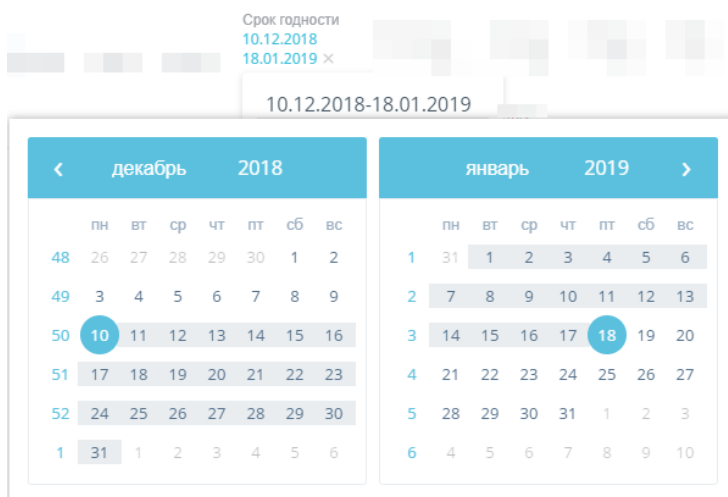 Срок годности
10.12.2018
18.01.2019 ×
10.12.2018-18.01.2019
‹ декабрь 2018
пн вт ср чт пт сб вс
48 26 27 28 29 30 1 2
49 3 4 5 6 7 8 9
50 10 11 12 13 14 15 16
51 17 18 19 20 21 22 23
52 24 25 26 27 28 29 30
1 31 1 2 3 4 5 6
январь 2019 ›
пн вт ср чт пт сб вс
1 31 1 2 3 4 5 6
2 7 8 9 10 11 12 13
3 14 15 16 17 18 19 20
4 21 22 23 24 25 26 27
5 28 29 30 31 1 2 3
6 4 5 6 7 8 9 10